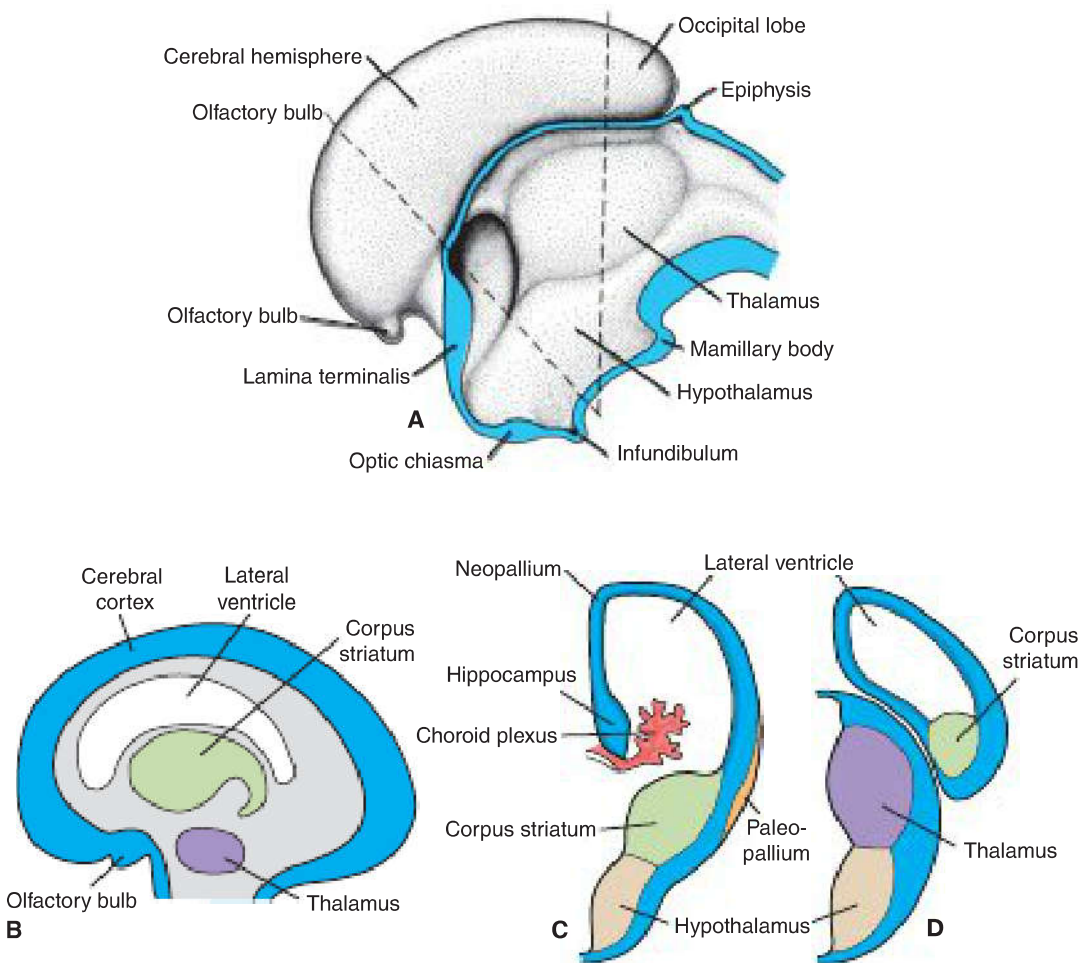 Occipital lobe
Cerebral hemisphere
Epiphysis
Olfactory bulb
Thalamus
Olfactory bulb
Mamillary body
Lamina terminalis
Hypothalamus
A
Infundibulum
Optic chiasma
Cerebral
cortex
Lateral
ventricle
Corpus
striatum
Olfactory bulb
Thalamus
B
Neopallium
Lateral ventricle
Hippocampus
Choroid plexus
Corpus striatum
Paleo-
pallium
Hypothalamus
C
Corpus
striatum
Thalamus
D